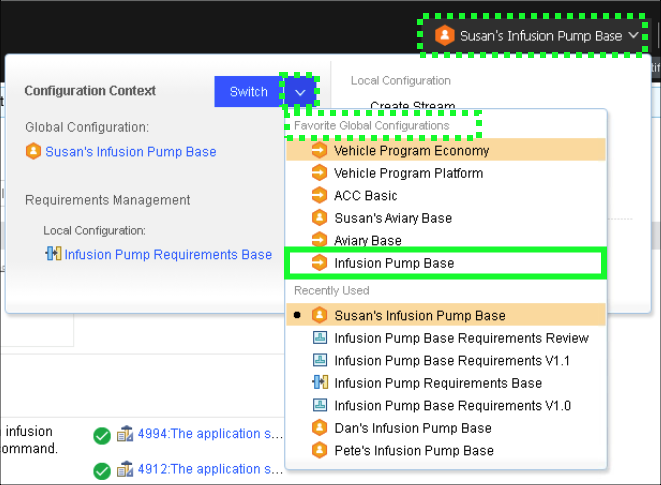 Susan's Infusion Pump Base
Configuration Context
Switch
Local Configuration
Create Stream
Global Configuration:
Susan's Infusion Pump Base
Requirements Management
Local Configuration:
Infusion Pump Requirements Base
Favorite Global Configurations
Vehicle Program Economy
Vehicle Program Platform
ACC Basic
Susan's Aviary Base
Aviary Base
Infusion Pump Base
Recently Used
Susan's Infusion Pump Base
Infusion Pump Base Requirements Review
Infusion Pump Base Requirements V1.1
Infusion Pump Requirements Base
Infusion Pump Base Requirements V1.0
Dan's Infusion Pump Base
Pete's Infusion Pump Base
infusion
command.
4994:The application s...
4912:The application s...